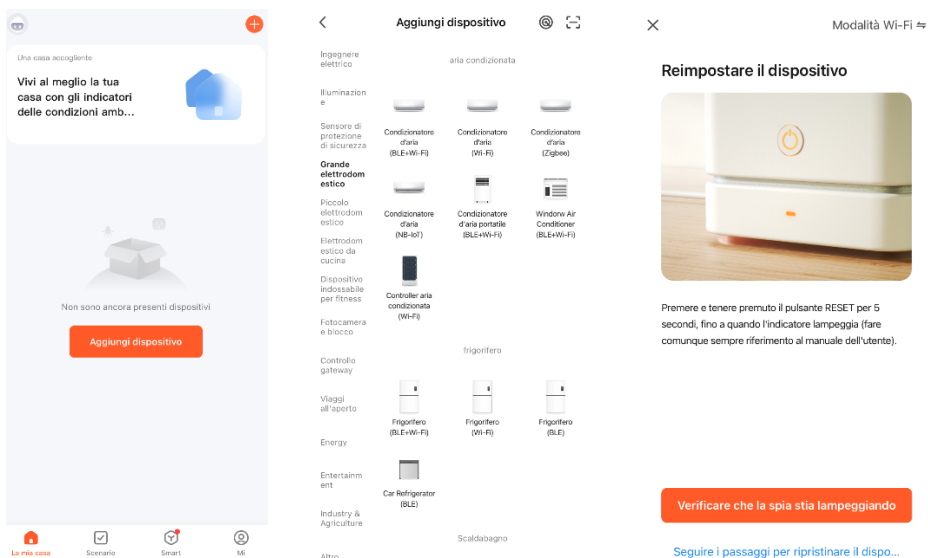 Una casa accogliente
Vivi al meglio la tua
casa con gli indicatori
delle condizioni amb...
Non sono ancora presenti dispositivi
Aggiungi dispositivo
La mia casa
Scenario
Smart
Mi
Aggiungi dispositivo
Ingegnere
elettrico
Illuminazion
e
Sensore di
protezione
di sicurezza
Grande
elettrodom
estico
Piccolo
elettrodom
estico
Elettrodom
estico da
cucina
Dispositivo
indossabile
per fitness
Fotocamera
e blocco
Controllo
gateway
Viaggi
all'aperto
Energy
Entertainm
ent
Industry &
Agriculture
Altro
aria condizionata
Condizionatore
d'aria
(BLE+Wi-Fi)
Condizionatore
d'aria
(Wi-Fi)
Condizionatore
d'aria
(Zigbee)
Condizionatore
d'aria
(NB-IoT)
Condizionatore
d'aria portatile
(BLE+Wi-Fi)
Windorw Air
Conditioner
(BLE+Wi-Fi)
Controller aria
condizionata
(Wi-Fi)
frigorifero
Frigorifero
(BLE+Wi-Fi)
Frigorifero
(Wi-Fi)
Frigorifero
(BLE)
Car Refrigerator
(BLE)
Scaldabagno
Modalità Wi-Fi
Reimpostare il dispositivo
Premere e tenere premuto il pulsante RESET per 5
secondi, fino a quando l'indicatore lampeggia (fare
comunque sempre riferimento al manuale dell'utente).
Verificare che la spia stia lampeggiando
Seguire i passaggi per ripristinare il dispo...